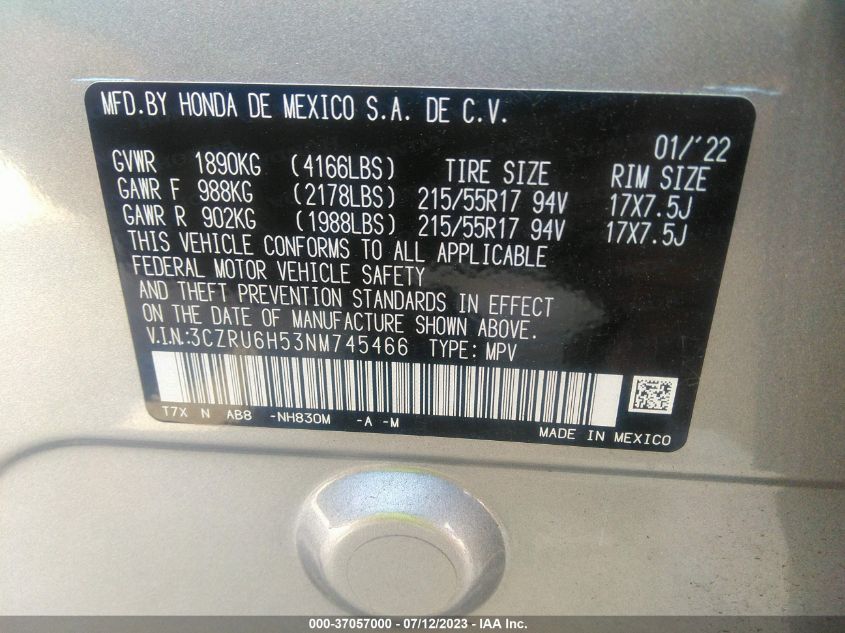 MFD.BY HONDA DE MEXICO S.A. DE C.V.
01/'22
GVWR 1890KG (4166LBS) TIRE SIZE RIM SIZE
GAWR F 988KG (2178LBS) 215/55R17 94V 17X7.5J
GAWR R 902KG (1988LBS) 215/55R17 94V 17X7.5J
THIS VEHICLE CONFORMS TO ALL APPLICABLE
FEDERAL MOTOR VEHICLE SAFETY
AND THEFT PREVENTION STANDARDS IN EFFECT
ON THE DATE OF MANUFACTURE SHOWN ABOVE.
V.I.N.:3CZRU6H53NM745466 TYPE: MPV
T7X N AB8 -NH830M -A -M
MADE IN MEXICO
000-37057000 - 07/12/2023 - IAA Inc.